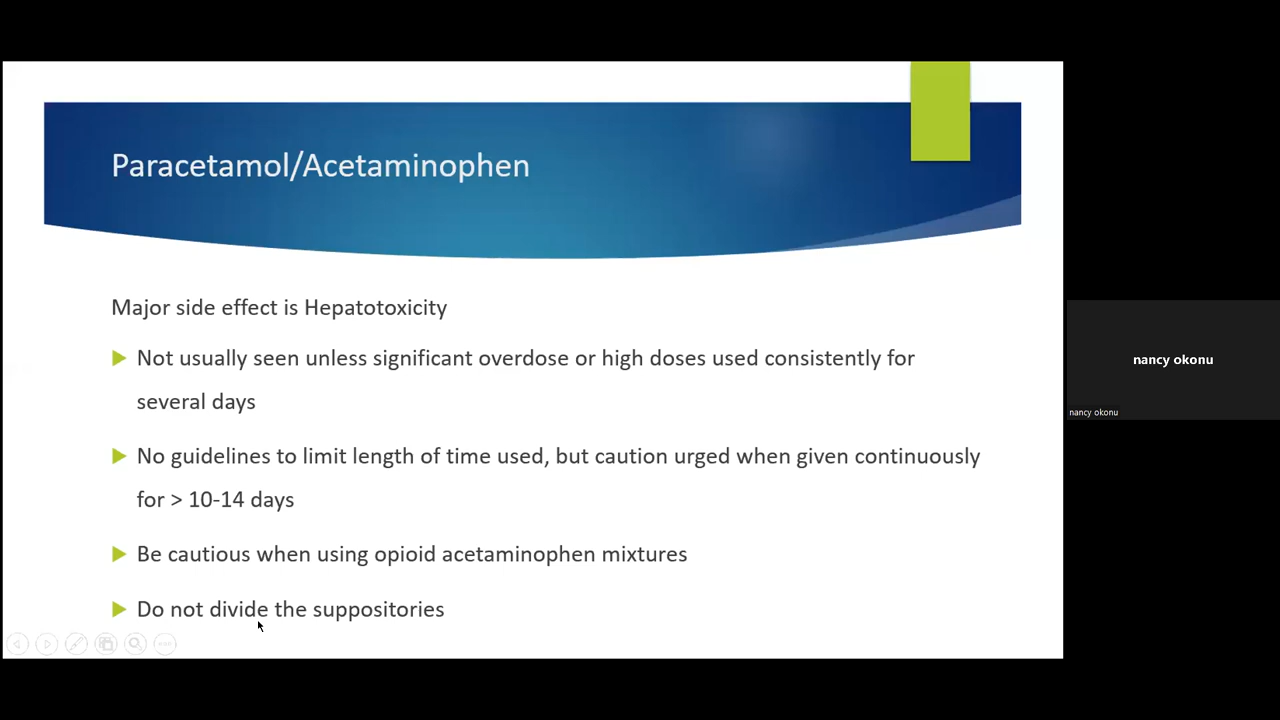 Paracetamol/Acetaminophen
Major side effect is Hepatotoxicity
Not usually seen unless significant overdose or high doses used consistently for
several days
No guidelines to limit length of time used, but caution urged when given continuously
for > 10-14 days
Be cautious when using opioid acetaminophen mixtures
Do not divide the suppositories
nancy okonu
nancy okonu